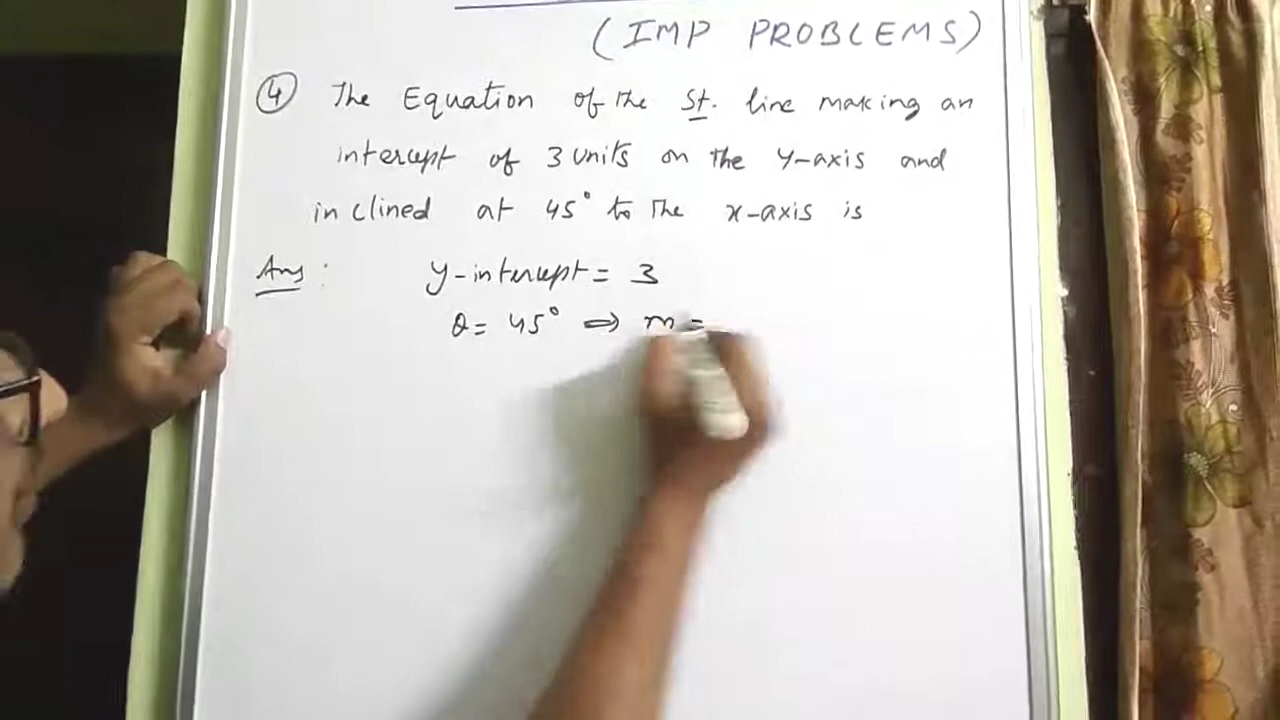 (IMP PROBLEMS)
④ The Equation of the St. line making an
intercept of 3 units on the y-axis and
inclined at 45° to the x-axis is
Ans: y-intercept = 3
θ = 45° ⇒ m =